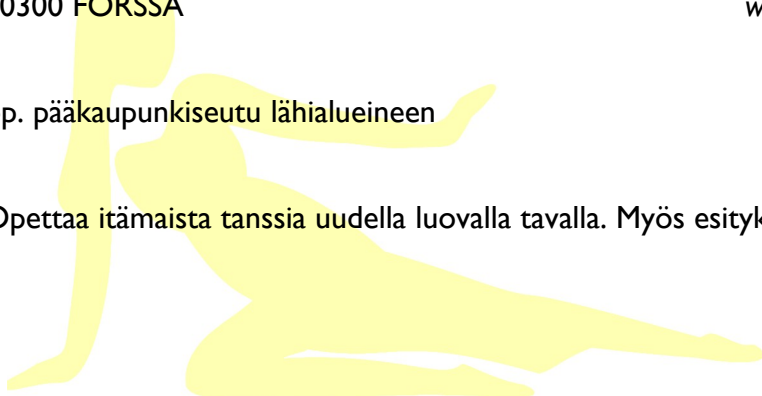 0300 FORSSA w
p. pääkaupunkiseutu lähialueineen
Opettaa itämaista tanssia uudella luovalla tavalla. Myös esityk